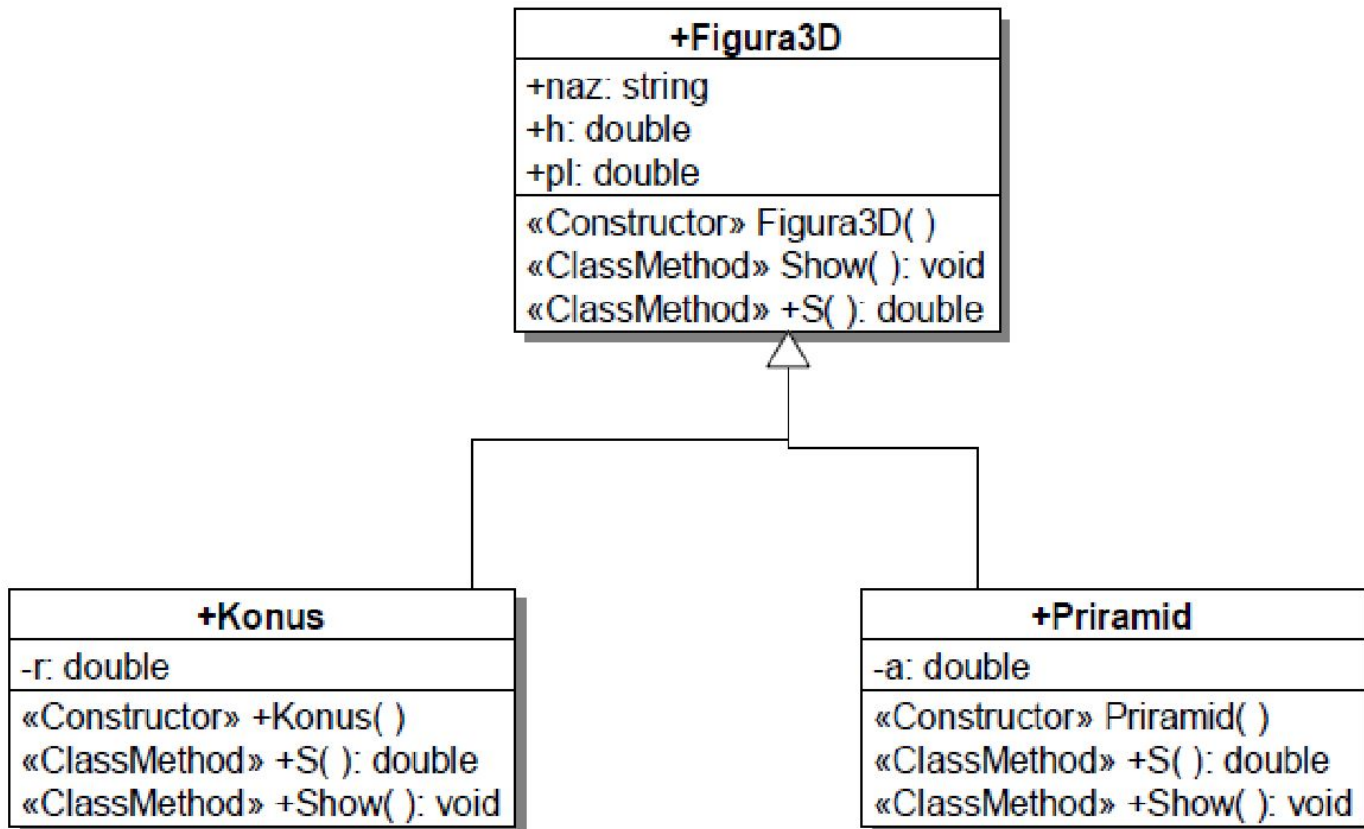 +Figura3D
+naz: string
+h: double
+pl: double
«Constructor» Figura3D( )
«ClassMethod» Show( ): void
«ClassMethod» +S( ): double
+Konus
-r: double
«Constructor» +Konus( )
«ClassMethod» +S( ): double
«ClassMethod» +Show( ): void
+Priramid
-a: double
«Constructor» Priramid( )
«ClassMethod» +S( ): double
«ClassMethod» +Show( ): void